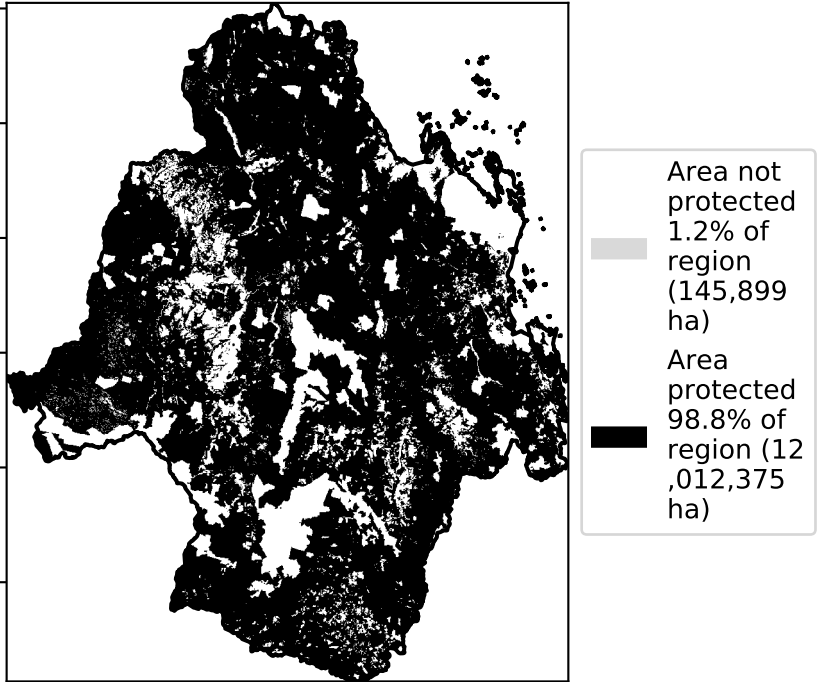 Area not
protected
1.2% of
region
(145,899
ha)
Area
protected
98.8% of
region (12
,012,375
ha)